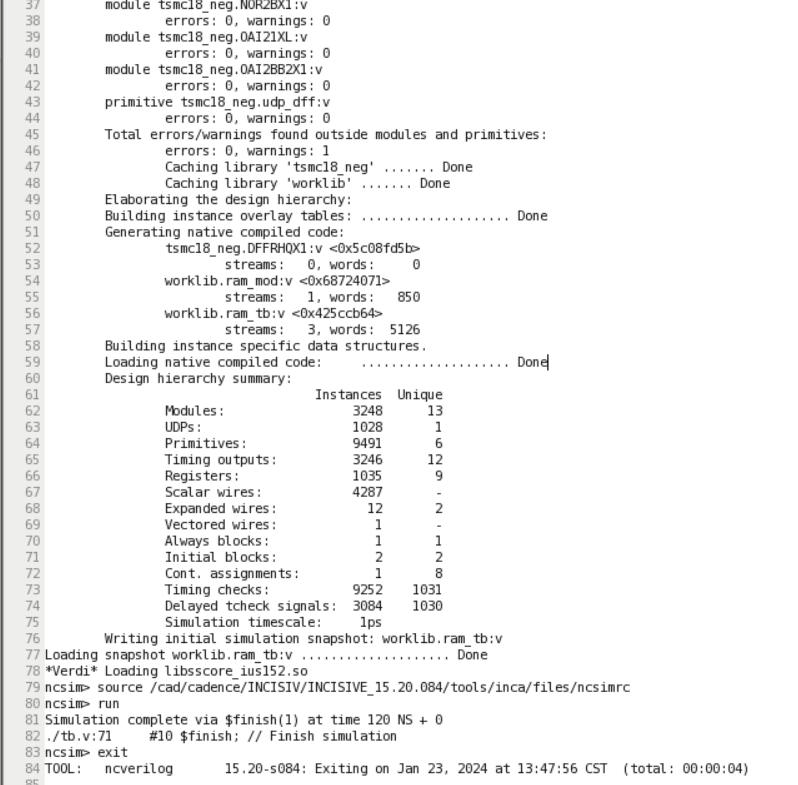 37 module tsmc18_neg.NOR2BX1:v
38 errors: 0, warnings: 0
39 module tsmc18_neg.OAI21XL:v
40 errors: 0, warnings: 0
41 module tsmc18_neg.OAI2BB2X1:v
42 errors: 0, warnings: 0
43 primitive tsmc18_neg.udp_dff:v
44 errors: 0, warnings: 0
45 Total errors/warnings found outside modules and primitives:
46 errors: 0, warnings: 1
47 Caching library 'tsmc18_neg' ....... Done
48 Caching library 'worklib' ....... Done
49 Elaborating the design hierarchy:
50 Building instance overlay tables: .................... Done
51 Generating native compiled code:
52 tsmc18_neg.DFFRHQX1:v <0x5c08fd5b>
53 streams: 0, words: 0
54 worklib.ram_mod:v <0x68724071>
55 streams: 1, words: 850
56 worklib.ram_tb:v <0x425ccb64>
57 streams: 3, words: 5126
58 Building instance specific data structures.
59 Loading native compiled code: .................... Done
60 Design hierarchy summary:
61 Instances Unique
62 Modules: 3248 13
63 UDPs: 1028 1
64 Primitives: 9491 6
65 Timing outputs: 3246 12
66 Registers: 1035 9
67 Scalar wires: 4287 -
68 Expanded wires: 12 2
69 Vectored wires: 1 -
70 Always blocks: 1 1
71 Initial blocks: 2 2
72 Cont. assignments: 1 8
73 Timing checks: 9252 1031
74 Delayed tcheck signals: 3084 1030
75 Simulation timescale: 1ps
76 Writing initial simulation snapshot: worklib.ram_tb:v
77 Loading snapshot worklib.ram_tb:v .................... Done
78 *Verdi* Loading libsscore_ius152.so
79 ncsim> source /cad/cadence/INCISIV/INCISIVE_15.20.084/tools/inca/files/ncsimrc
80 ncsim> run
81 Simulation complete via $finish(1) at time 120 NS + 0
82 ./tb.v:71 #10 $finish; // Finish simulation
83 ncsim> exit
84 TOOL: ncverilog 15.20-s084: Exiting on Jan 23, 2024 at 13:47:56 CST (total: 00:00:04)
85